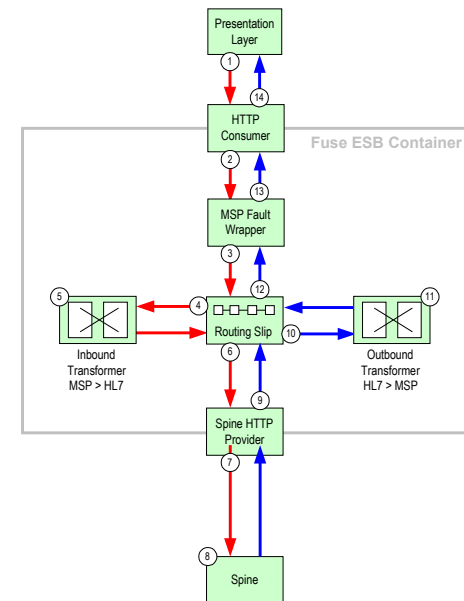 Presentation
Layer
1
14
HTTP
Consumer
Fuse ESB Container
2
13
MSP Fault
Wrapper
3
12
5
4
11
Routing Slip
10
Inbound
Transformer
MSP > HL7
Outbound
Transformer
HL7 > MSP
6
9
Spine HTTP
Provider
7
8
Spine